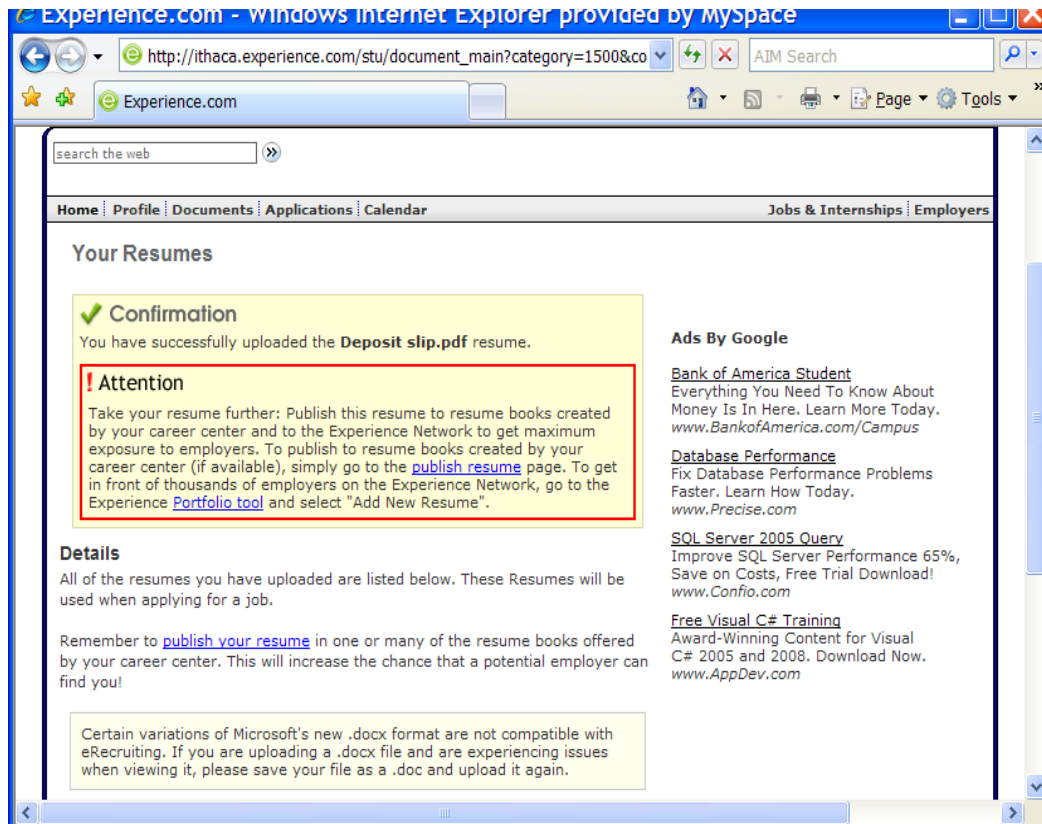 Experience.com - Windows Internet Explorer provided by MySpace
http://ithaca.experience.com/stu/document_main?category=1500&co
AIM Search
Experience.com
Page
Tools
»
search the web
Home Profile Documents Applications Calendar
Jobs & Internships Employers
Your Resumes
Confirmation
You have successfully uploaded the Deposit slip.pdf resume.
! Attention
Take your resume further: Publish this resume to resume books created
by your career center and to the Experience Network to get maximum
exposure to employers. To publish to resume books created by your
career center (if available), simply go to the publish resume page. To get
in front of thousands of employers on the Experience Network, go to the
Experience Portfolio tool and select "Add New Resume".
Details
All of the resumes you have uploaded are listed below. These Resumes will be
used when applying for a job.
Remember to publish your resume in one or many of the resume books offered
by your career center. This will increase the chance that a potential employer can
find you!
Certain variations of Microsoft's new .docx format are not compatible with
eRecruiting. If you are uploading a .docx file and are experiencing issues
when viewing it, please save your file as a .doc and upload it again.
Ads By Google
Bank of America Student
Everything You Need To Know About
Money Is In Here. Learn More Today.
www.BankofAmerica.com/Campus
Database Performance
Fix Database Performance Problems
Faster. Learn How Today.
www.Precise.com
SQL Server 2005 Query
Improve SQL Server Performance 65%,
Save on Costs, Free Trial Download!
www.Confio.com
Free Visual C# Training
Award-Winning Content for Visual
C# 2005 and 2008. Download Now.
www.AppDev.com